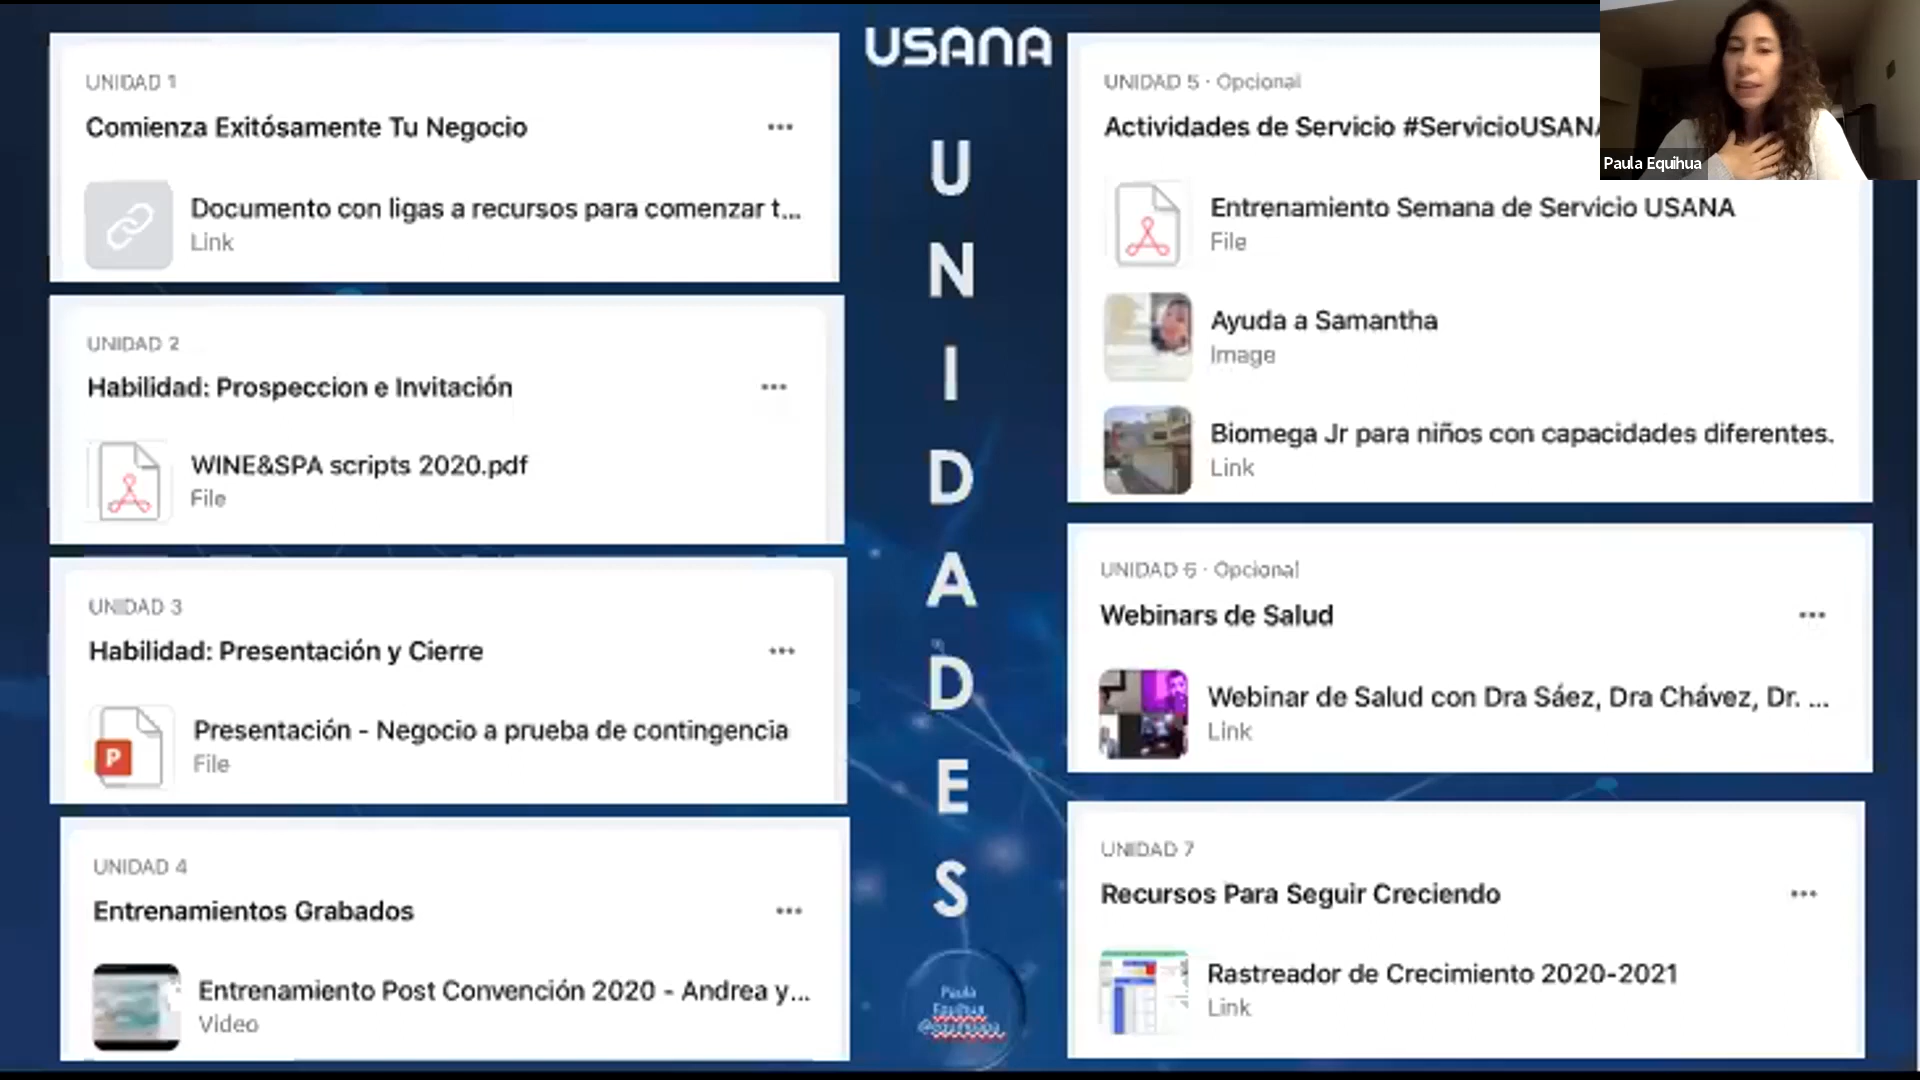 USANA
UNIDADES
UNIDAD 1
Comienza Exitósamente Tu Negocio
Documento con ligas a recursos para comenzar t...
Link
UNIDAD 2
Habilidad: Prospeccion e Invitación
WINE&SPA scripts 2020.pdf
File
UNIDAD 3
Habilidad: Presentación y Cierre
Presentación - Negocio a prueba de contingencia
File
UNIDAD 4
Entrenamientos Grabados
Entrenamiento Post Convención 2020 - Andrea y...
Video
UNIDAD 5 · Opcional
Actividades de Servicio #ServicioUSANA
Entrenamiento Semana de Servicio USANA
File
Ayuda a Samantha
Image
Biomega Jr para niños con capacidades diferentes.
Link
UNIDAD 6 · Opcional
Webinars de Salud
Webinar de Salud con Dra Sáez, Dra Chávez, Dr. ...
Link
UNIDAD 7
Recursos Para Seguir Creciendo
Rastreador de Crecimiento 2020-2021
Link
Paula
Equihua
Paula Equihua